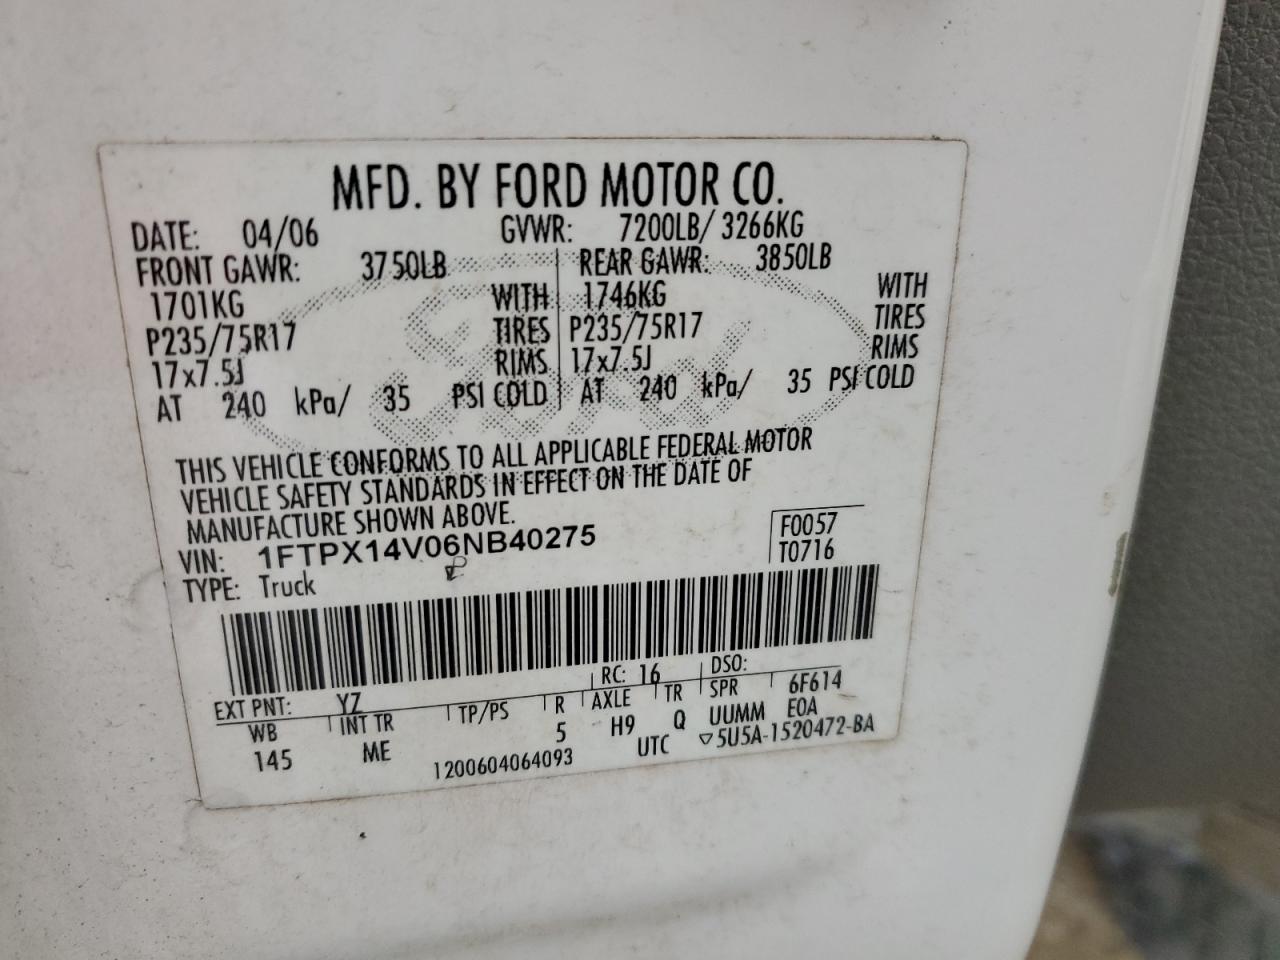 MFD. BY FORD MOTOR CO.
DATE: 04/06 GVWR: 7200LB/ 3266KG
FRONT GAWR: 3750LB REAR GAWR: 3850LB
1701KG WITH 1746KG WITH
P235/75R17 TIRES P235/75R17 TIRES
17x7.5J RIMS 17x7.5J RIMS
AT 240 kPa/ 35 PSI COLD AT 240 kPa/ 35 PSI COLD
THIS VEHICLE CONFORMS TO ALL APPLICABLE FEDERAL MOTOR
VEHICLE SAFETY STANDARDS IN EFFECT ON THE DATE OF
MANUFACTURE SHOWN ABOVE.
F0057
VIN: 1FTPX14V06NB40275
T0716
TYPE: Truck
RC: 16 DSO:
EXT PNT: YZ
WB INT TR TP/PS R AXLE TR SPR 6F614
145 ME 5 H9 Q UUMM EOA
1200604064093 UTC ▽5U5A-1520472-BA
Ford
8